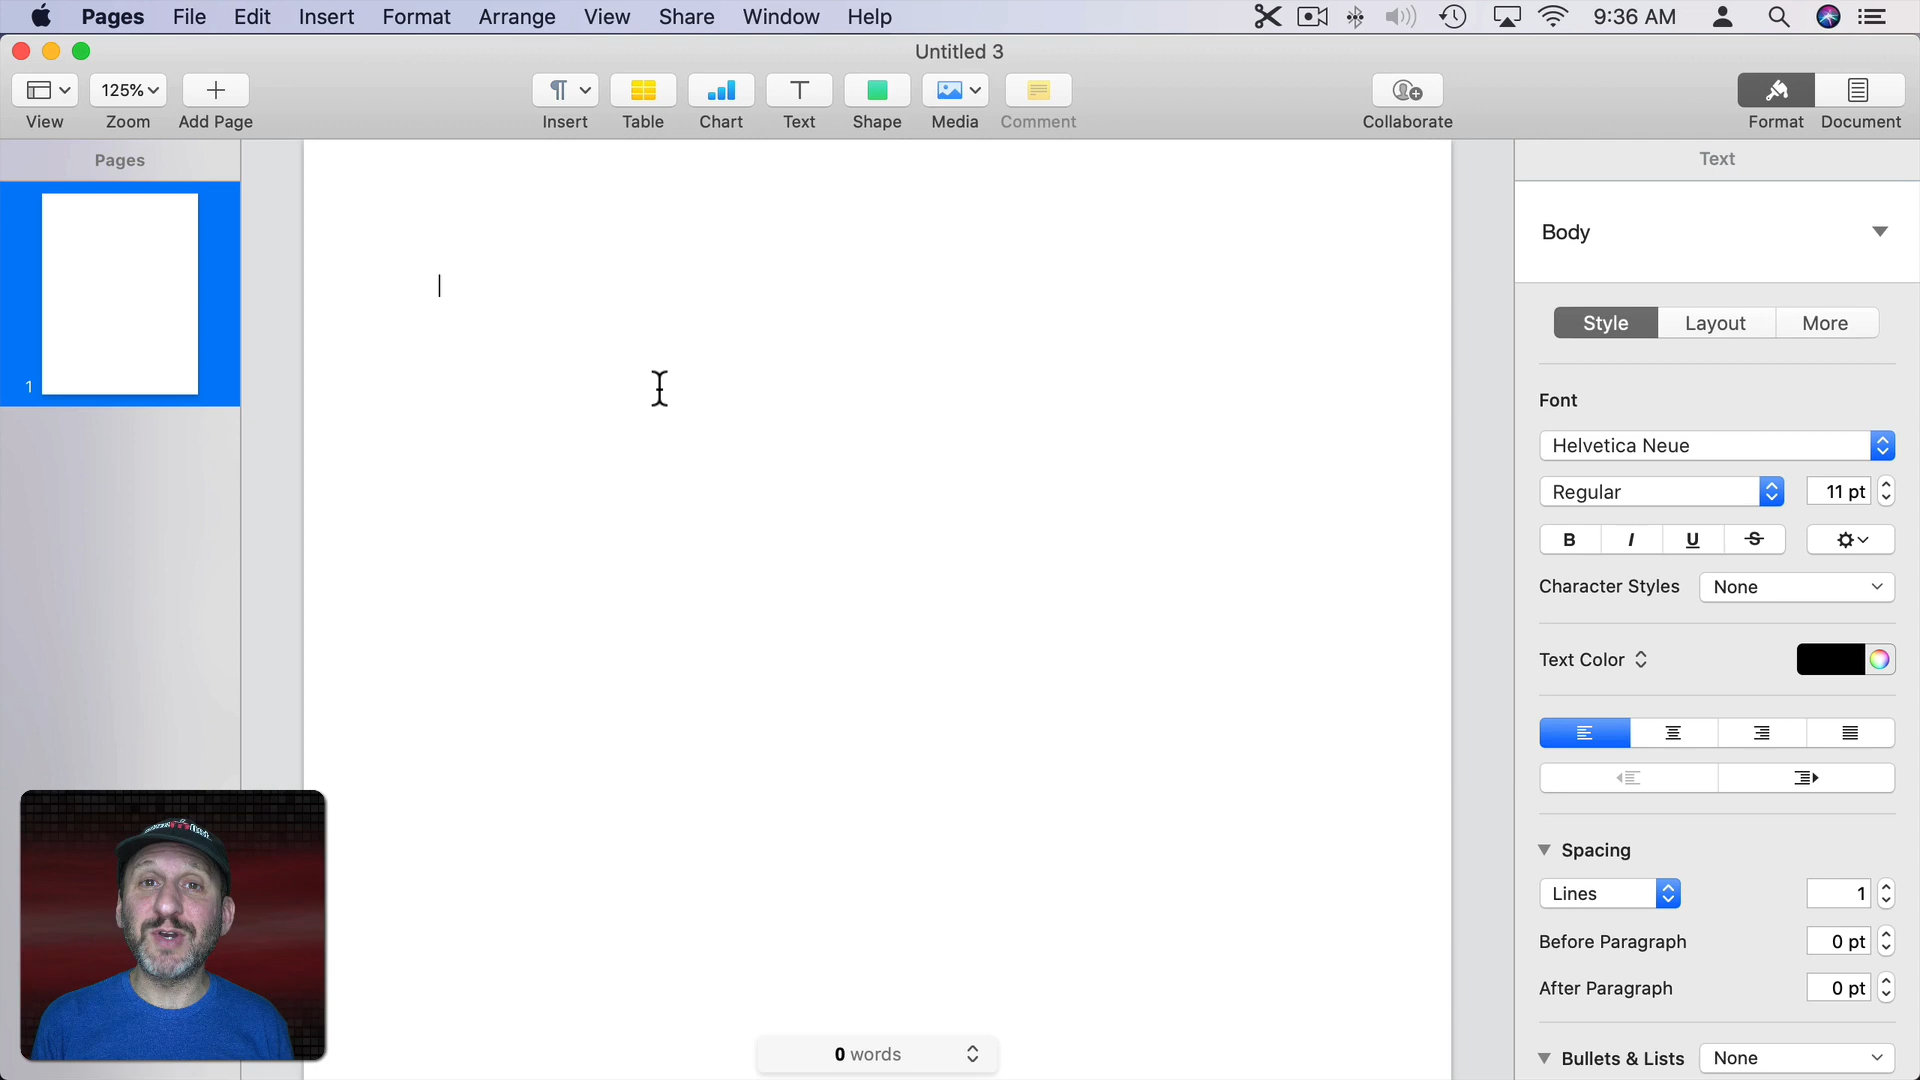 Pages File Edit Insert Format Arrange View Share Window Help 9:36 AM
Untitled 3
125%
View Zoom Add Page Insert Table Chart Text Shape Media Comment Collaborate Format Document
Pages
1
0 words
Text
Body
Style Layout More
Font
Helvetica Neue
Regular 11 pt
B I U S
Character Styles None
Text Color
Spacing
Lines 1
Before Paragraph 0 pt
After Paragraph 0 pt
Bullets & Lists None